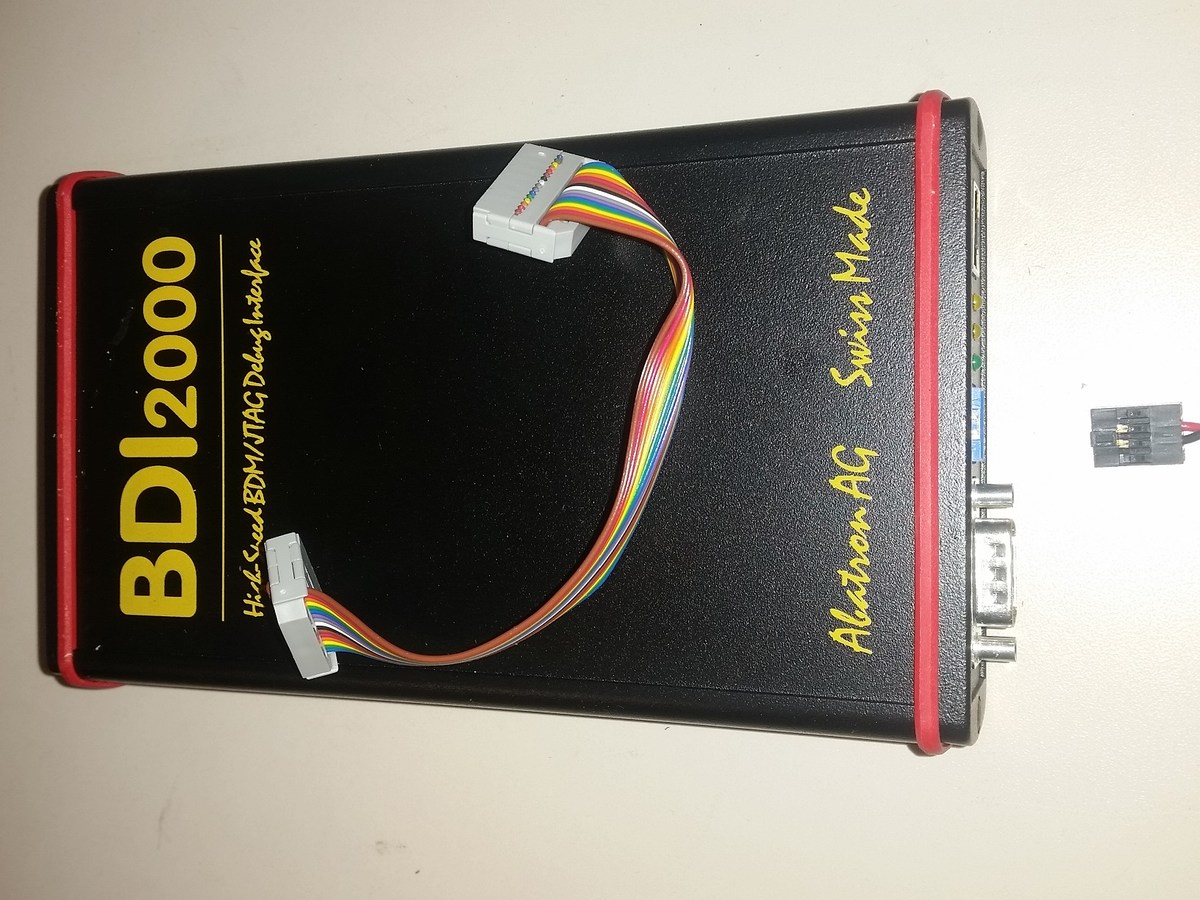 BDI2000
High-Speed BDM/JTAG Debug Interface
Abatron AG Swiss Made